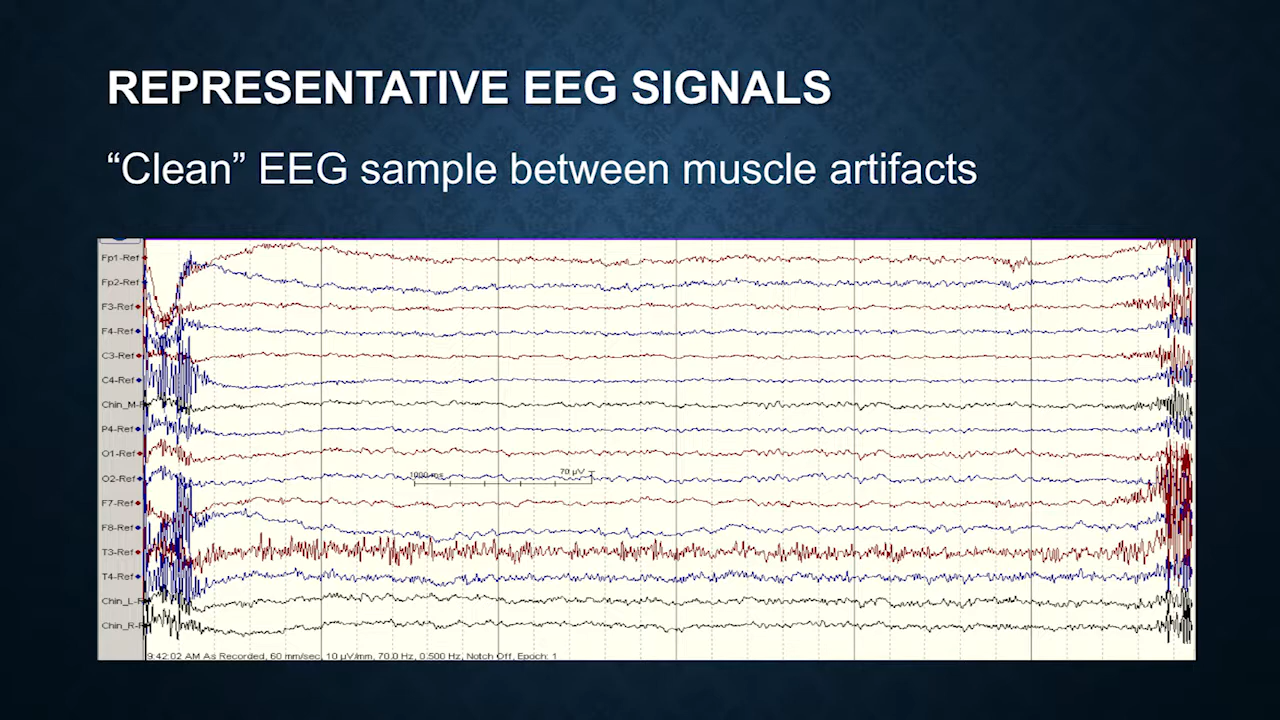 REPRESENTATIVE EEG SIGNALS
“Clean” EEG sample between muscle artifacts
Fp1-Ref
Fp2-Ref
F3-Ref
F4-Ref
C3-Ref
C4-Ref
Chin_M-R
P4-Ref
O1-Ref
O2-Ref
1000 ms
70 µV
F7-Ref
F8-Ref
T3-Ref
T4-Ref
Chin_L-R
Chin_R-R
9:42:02 AM As Recorded, 60 mm/sec, 10 µV/mm, 70.0 Hz, 0.500 Hz, Notch Off, Epoch: 1